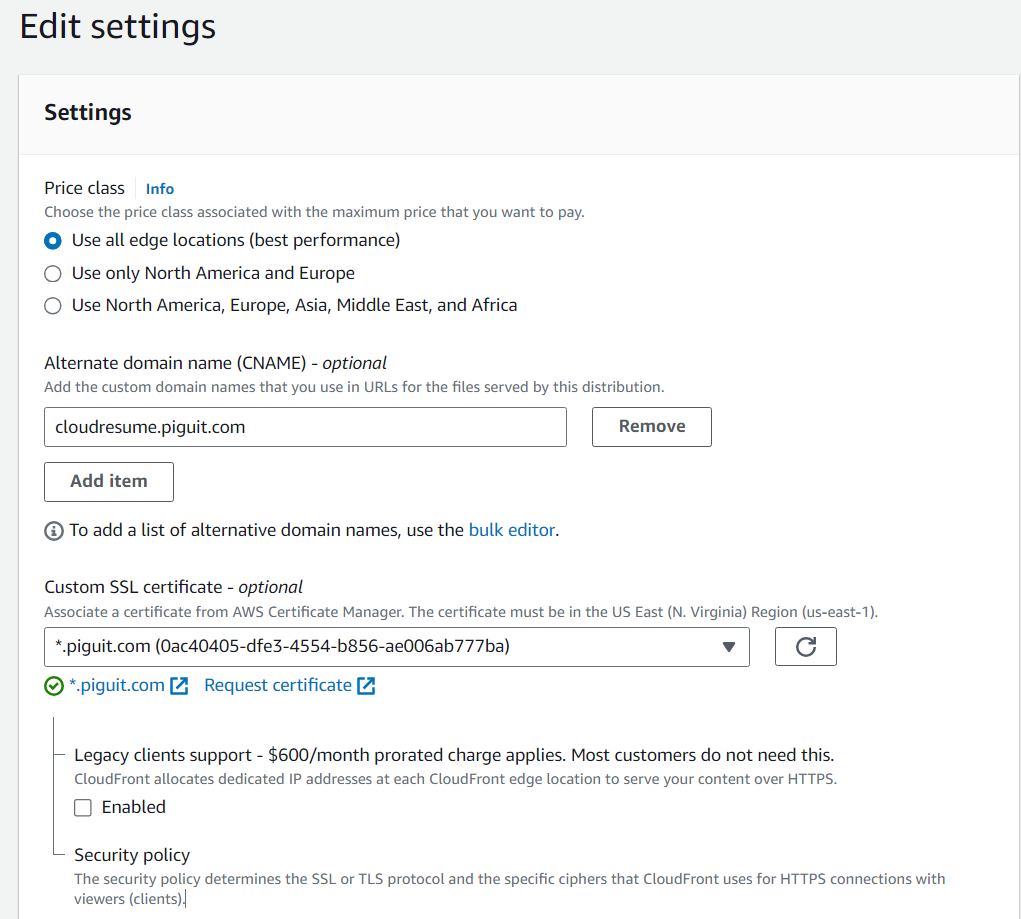 Edit settings
Settings
Price class
Info
Choose the price class associated with the maximum price that you want to pay.
Use all edge locations (best performance)
Use only North America and Europe
Use North America, Europe, Asia, Middle East, and Africa
Alternate domain name (CNAME) - optional
Add the custom domain names that you use in URLs for the files served by this distribution.
cloudresume.piguit.com
Remove
Add item
To add a list of alternative domain names, use the bulk editor.
Custom SSL certificate - optional
Associate a certificate from AWS Certificate Manager. The certificate must be in the US East (N. Virginia) Region (us-east-1).
*.piguit.com (0ac40405-dfe3-4554-b856-ae006ab777ba)
*.piguit.com
Request certificate
Legacy clients support - $600/month prorated charge applies. Most customers do not need this.
CloudFront allocates dedicated IP addresses at each CloudFront edge location to serve your content over HTTPS.
Enabled
Security policy
The security policy determines the SSL or TLS protocol and the specific ciphers that CloudFront uses for HTTPS connections with
viewers (clients).